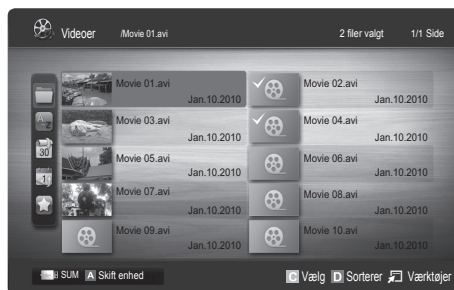 Videoer /Movie 01.avi 2 filer valgt 1/1 Side
Movie 01.avi
Jan.10.2010
Movie 02.avi
Jan.10.2010
Movie 03.avi
Jan.10.2010
Movie 04.avi
Jan.10.2010
Movie 05.avi
Jan.10.2010
Movie 06.avi
Jan.10.2010
Movie 07.avi
Jan.10.2010
Movie 08.avi
Jan.10.2010
Movie 09.avi
Jan.10.2010
Movie 10.avi
Jan.10.2010
30
SUM A Skift enhed C Vælg D Sorterer Værktøjer